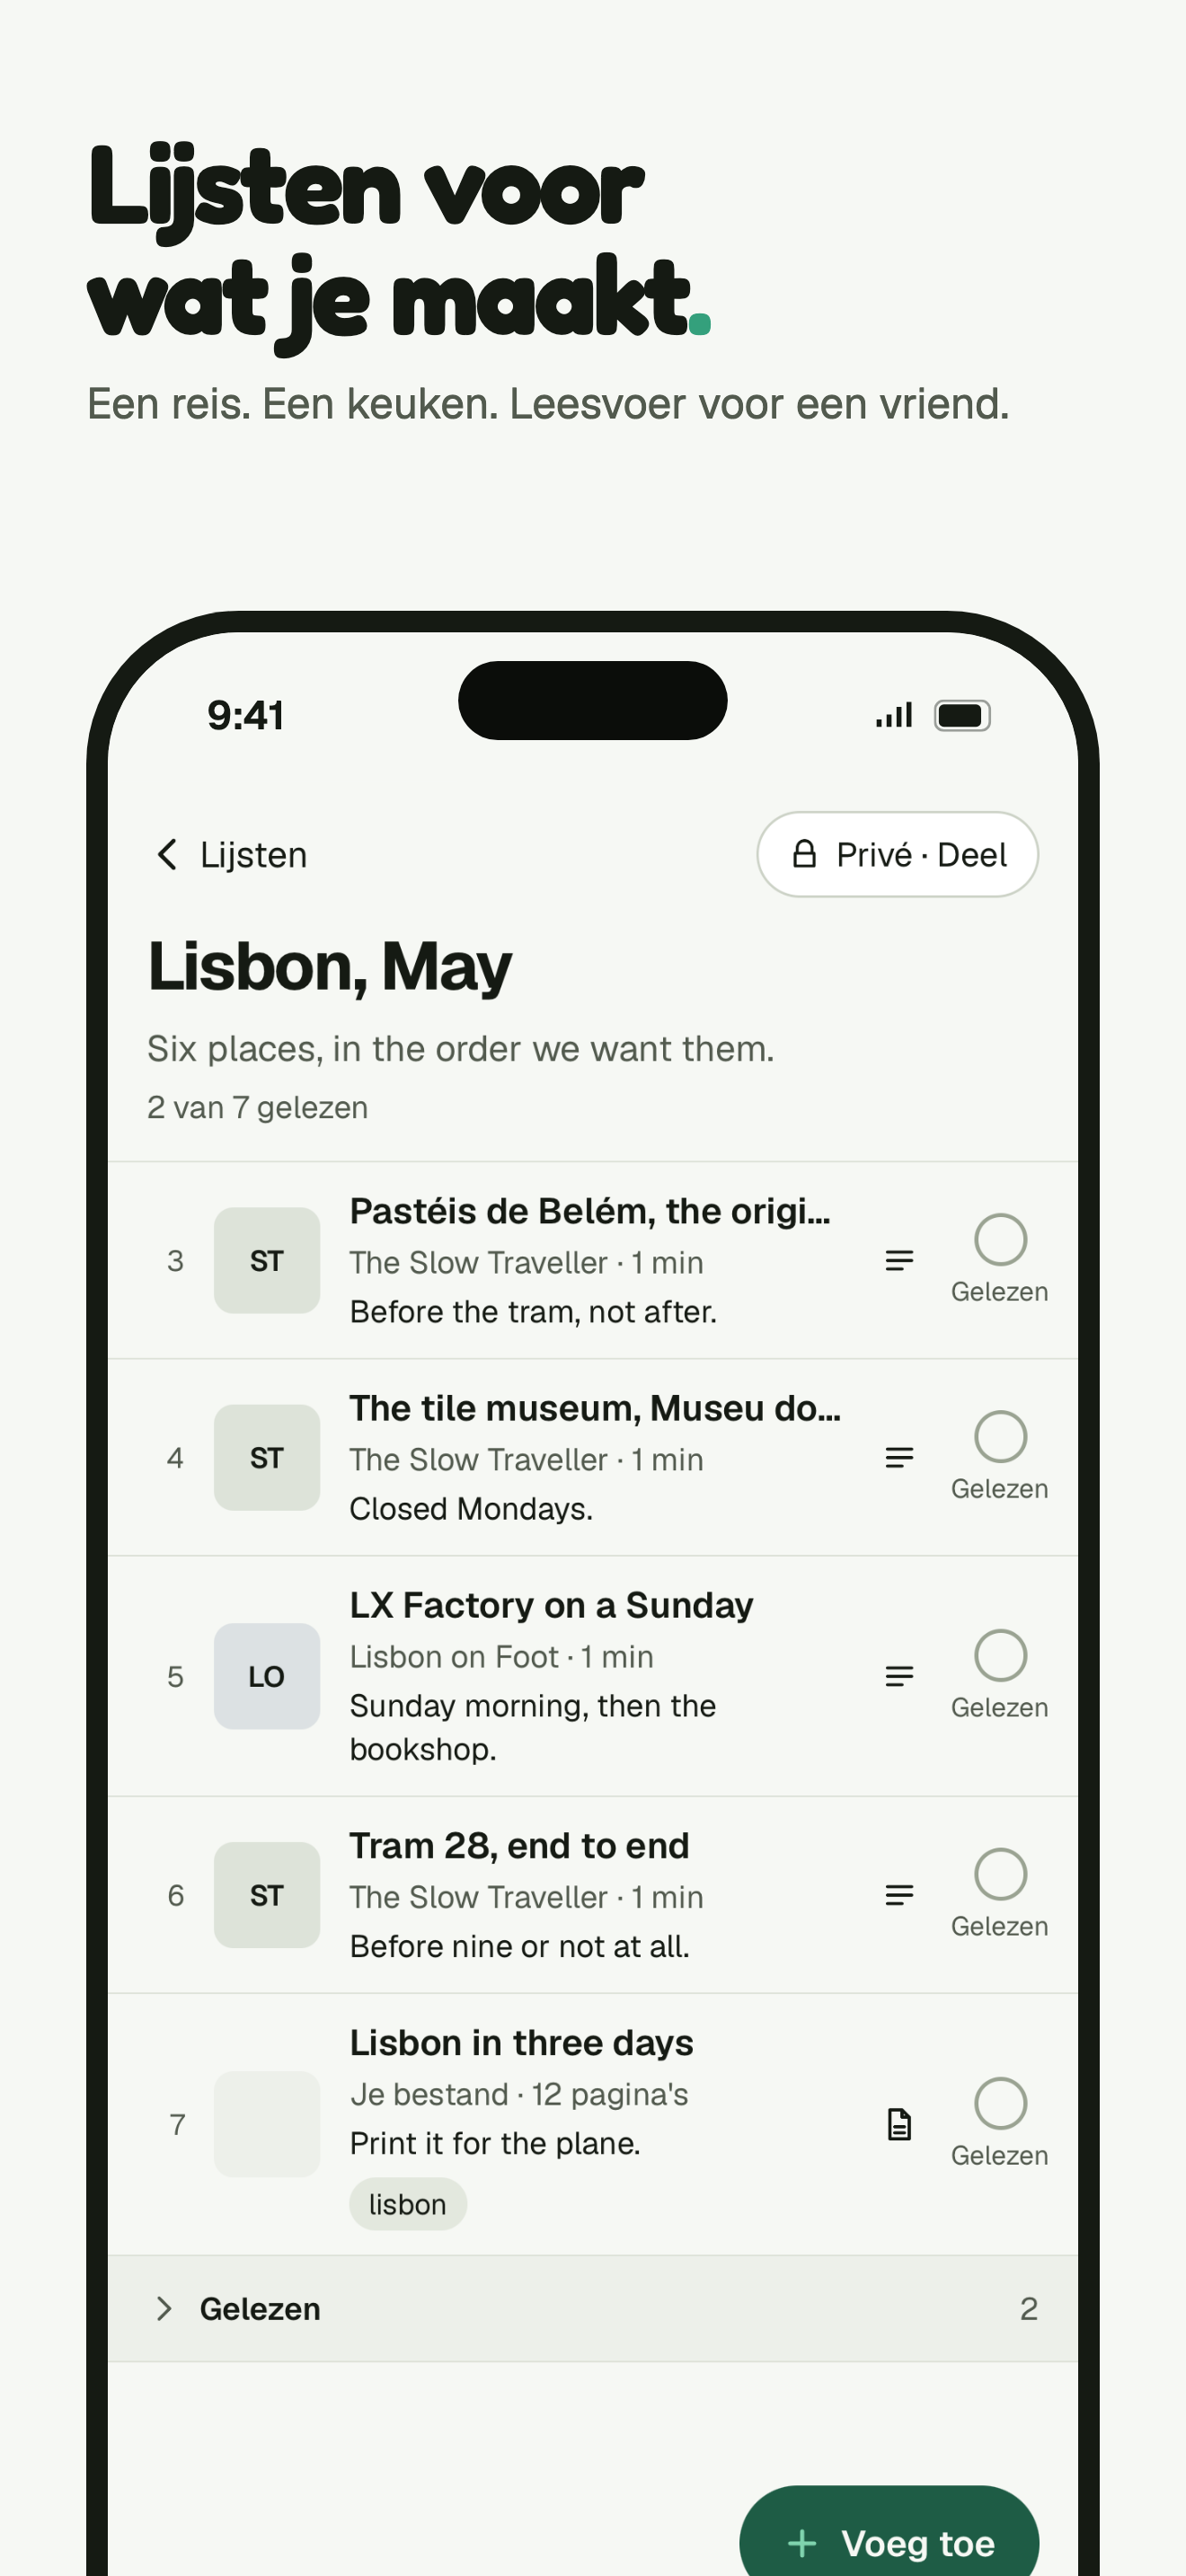 Lijsten voor
wat je maakt.
Een reis. Een keuken. Leesvoer voor een vriend.
9:41
Lijsten
Privé · Deel
Lisbon, May
Six places, in the order we want them.
2 van 7 gelezen
3
ST
Pastéis de Belém, the origi...
The Slow Traveller · 1 min
Before the tram, not after.
Gelezen
4
ST
The tile museum, Museu do...
The Slow Traveller · 1 min
Closed Mondays.
Gelezen
5
LO
LX Factory on a Sunday
Lisbon on Foot · 1 min
Sunday morning, then the
bookshop.
Gelezen
6
ST
Tram 28, end to end
The Slow Traveller · 1 min
Before nine or not at all.
Gelezen
7
Lisbon in three days
Je bestand · 12 pagina's
Print it for the plane.
lisbon
Gelezen
Gelezen
2
+ Voeg toe